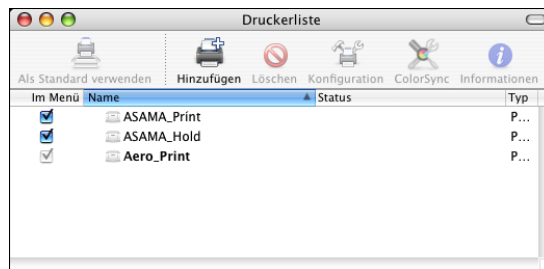 Druckerliste
Als Standard verwenden Hinzufügen Löschen Konfiguration ColorSync Informationen
Im Menü Name Status Typ
ASAMA_Print P...
ASAMA_Hold P...
Aero_Print P...